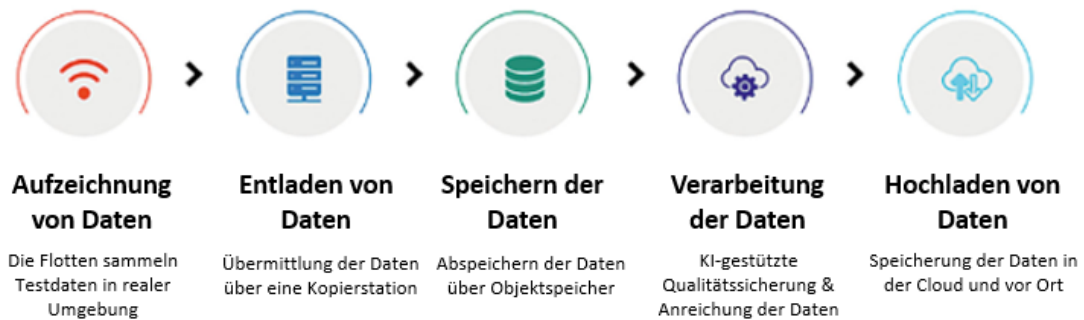 Aufzeichnung
von Daten
Die Flotten sammeln
Testdaten in realer
Umgebung
Entladen von
Daten
Übermittlung der Daten
über eine Kopierstation
Speichern der
Daten
Abspeichern der Daten
über Objektspeicher
Verarbeitung
der Daten
KI-gestützte
Qualitätssicherung &
Anreichung der Daten
Hochladen von
Daten
Speicherung der Daten in
der Cloud und vor Ort